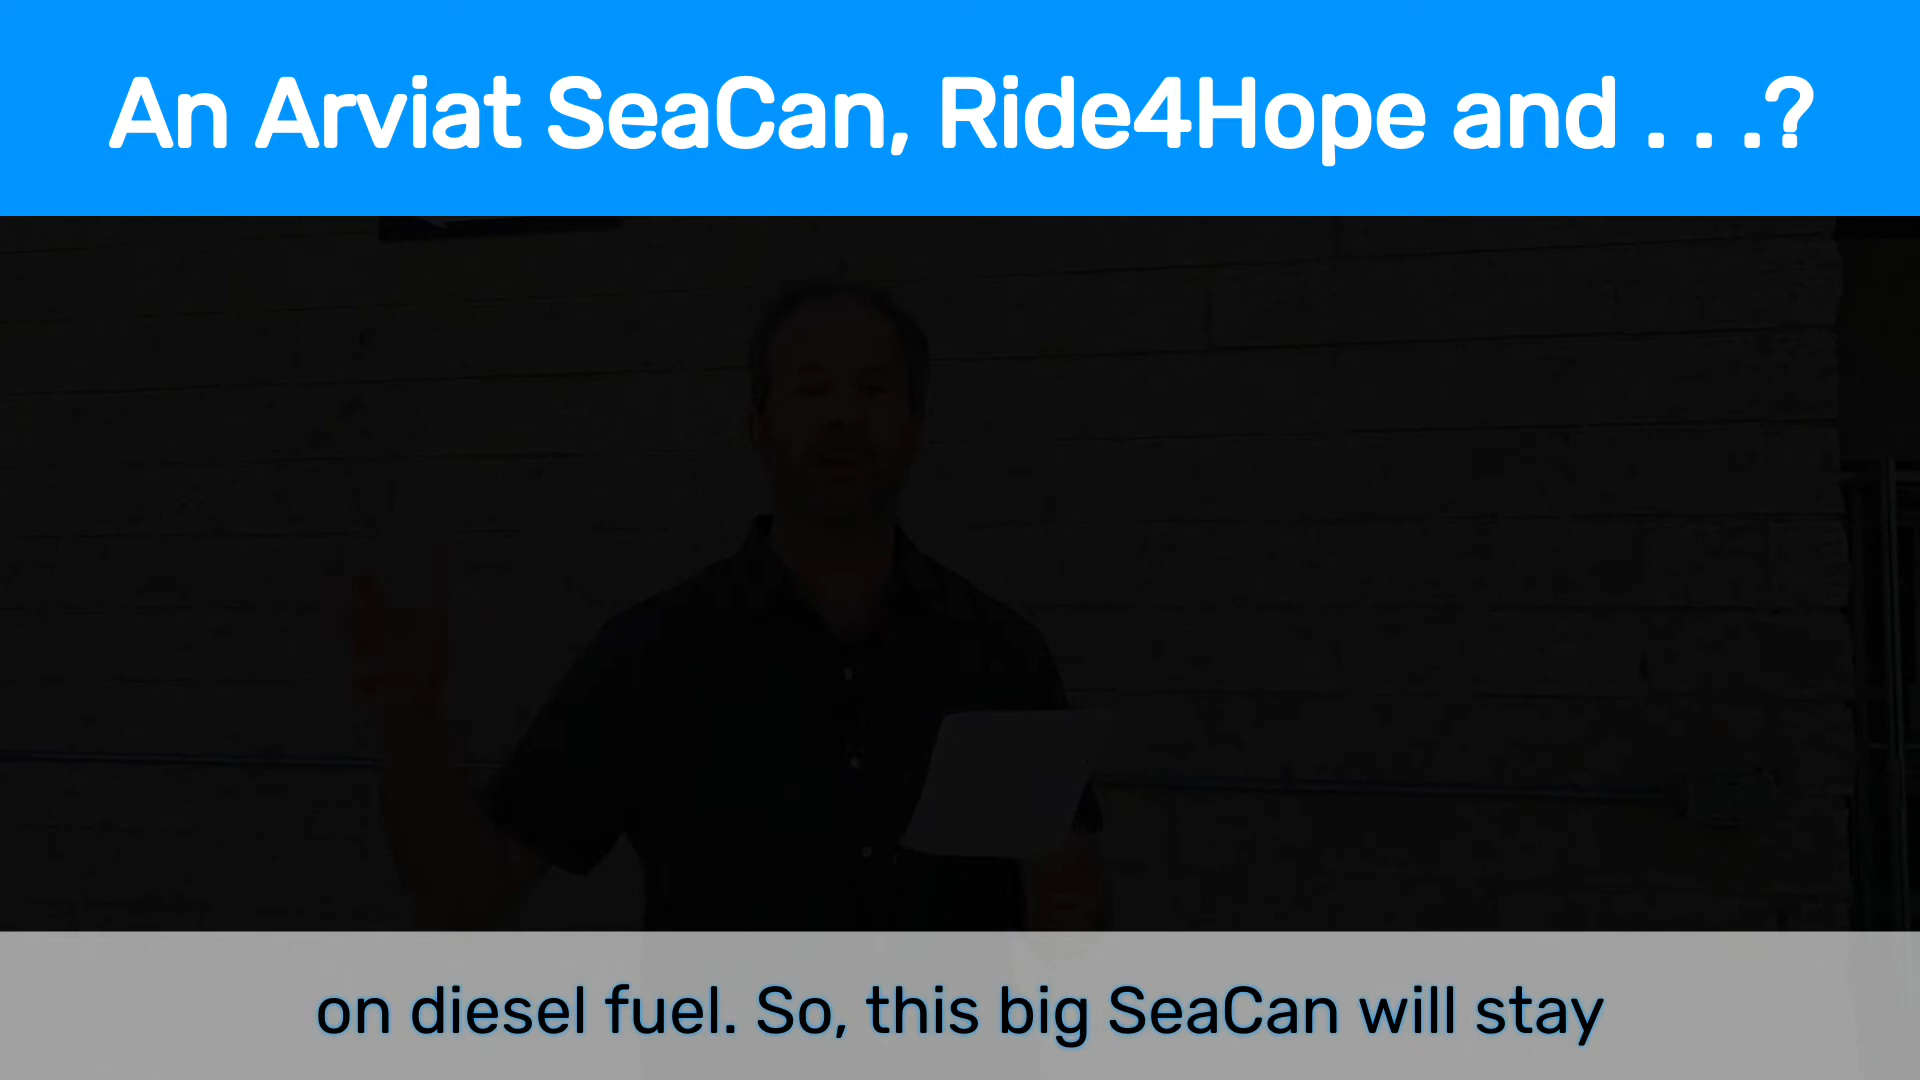 An Arviat SeaCan, Ride4Hope and . . .?
on diesel fuel. So, this big SeaCan will stay